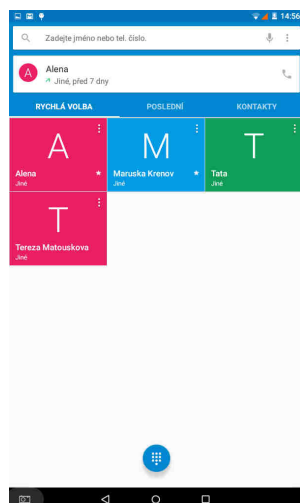 14:56
Zadejte jméno nebo tel. číslo.
A
Alena
Jiné, před 7 dny
RYCHLÁ VOLBA
POSLEDNÍ
KONTAKTY
A
Alena
Jiné
M
Maruska Krenov
Jiné
T
Tata
Jiné
T
Tereza Matouskova
Jiné